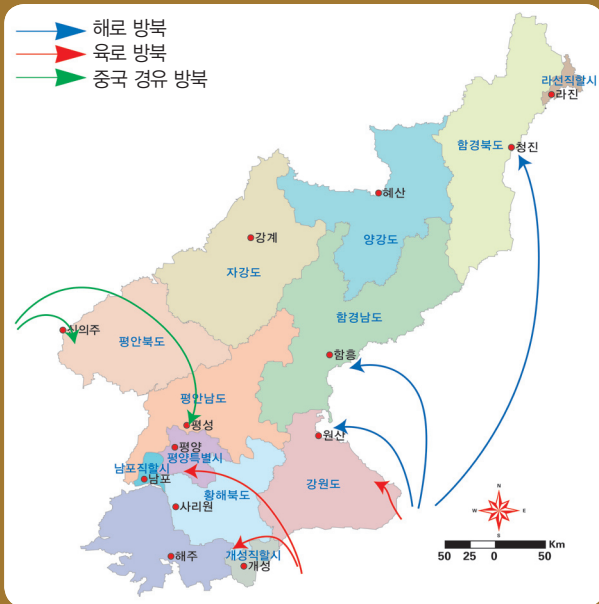 해로 방북
육로 방북
중국 경유 방북
라선직할시
라진
함경북도
청진
혜산
양강도
강계
자강도
함경남도
신의주
평안북도
함흥
평안남도
평성
원산
평양
평양특별시
남포직할시
남포
강원도
황해북도
사리원
개성직할시
해주
개성
N
W
E
S
Km
50 25 0 50